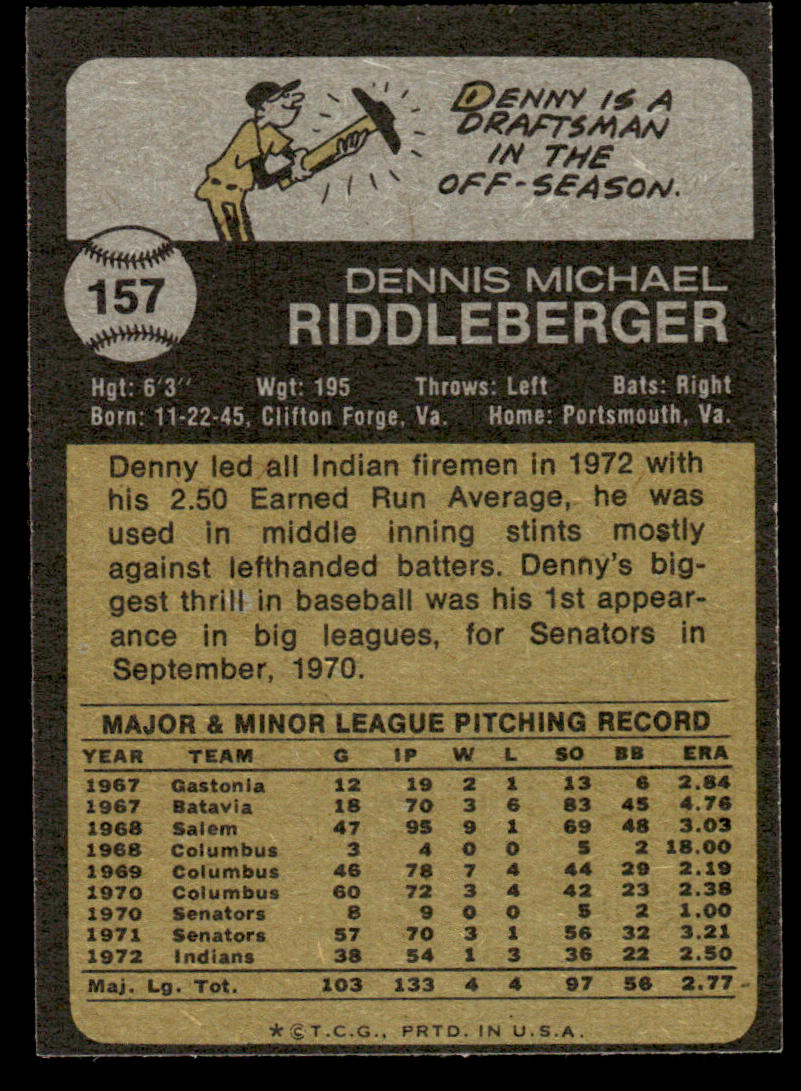 DENNY IS A
DRAFTSMAN
IN THE
OFF-SEASON.
157
DENNIS MICHAEL
RIDDLEBERGER
Hgt: 6'3" Wgt: 195 Throws: Left Bats: Right
Born: 11-22-45, Clifton Forge, Va. Home: Portsmouth, Va.
Denny led all Indian firemen in 1972 with
his 2.50 Earned Run Average, he was
used in middle inning stints mostly
against lefthanded batters. Denny's big-
gest thrill in baseball was his 1st appear-
ance in big leagues, for Senators in
September, 1970.
MAJOR & MINOR LEAGUE PITCHING RECORD
YEAR TEAM G IP W L SO BB ERA
1967 Gastonia 12 19 2 1 13 6 2.84
1967 Batavia 18 70 3 6 83 45 4.76
1968 Salem 47 95 9 1 69 48 3.03
1968 Columbus 3 4 0 0 5 2 18.00
1969 Columbus 46 78 7 4 44 29 2.19
1970 Columbus 60 72 3 4 42 23 2.38
1970 Senators 8 9 0 0 5 2 1.00
1971 Senators 57 70 3 1 56 32 3.21
1972 Indians 38 54 1 3 36 22 2.50
Maj. Lg. Tot. 103 133 4 4 97 56 2.77
*©T.C.G., PRTD. IN U.S.A.